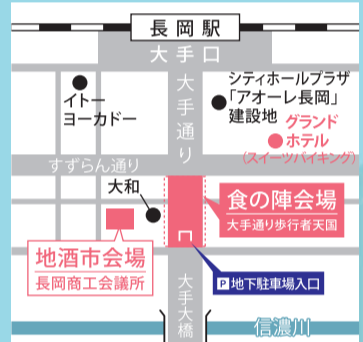 長岡駅
大手口
イトー
ヨーカドー
大手通り
シティホールプラザ
「アオーレ長岡」
建設地
グランド
ホテル
(スイーツバイキング)
すずらん通り
大和
食の陣会場
大手通り歩行者天国
地酒市会場
長岡商工会議所
P 地下駐車場入口
大手大橋
信濃川